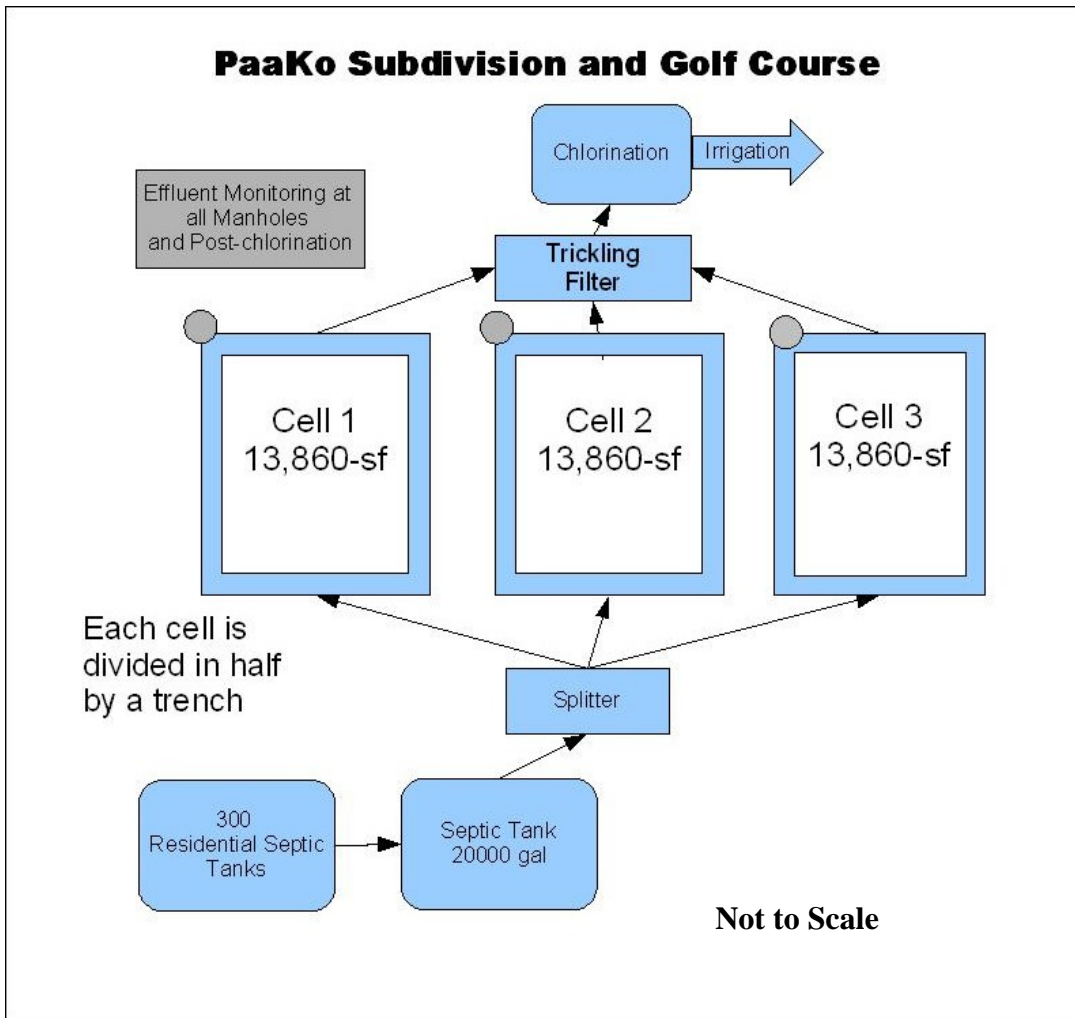 PaaKo Subdivision and Golf Course
Chlorination
Irrigation
Effluent Monitoring at
all Manholes
and Post-chlorination
Trickling
Filter
Cell 1
13,860-sf
Cell 2
13,860-sf
Cell 3
13,860-sf
Each cell is
divided in half
by a trench
Splitter
300
Residential Septic
Tanks
Septic Tank
20000 gal
Not to Scale